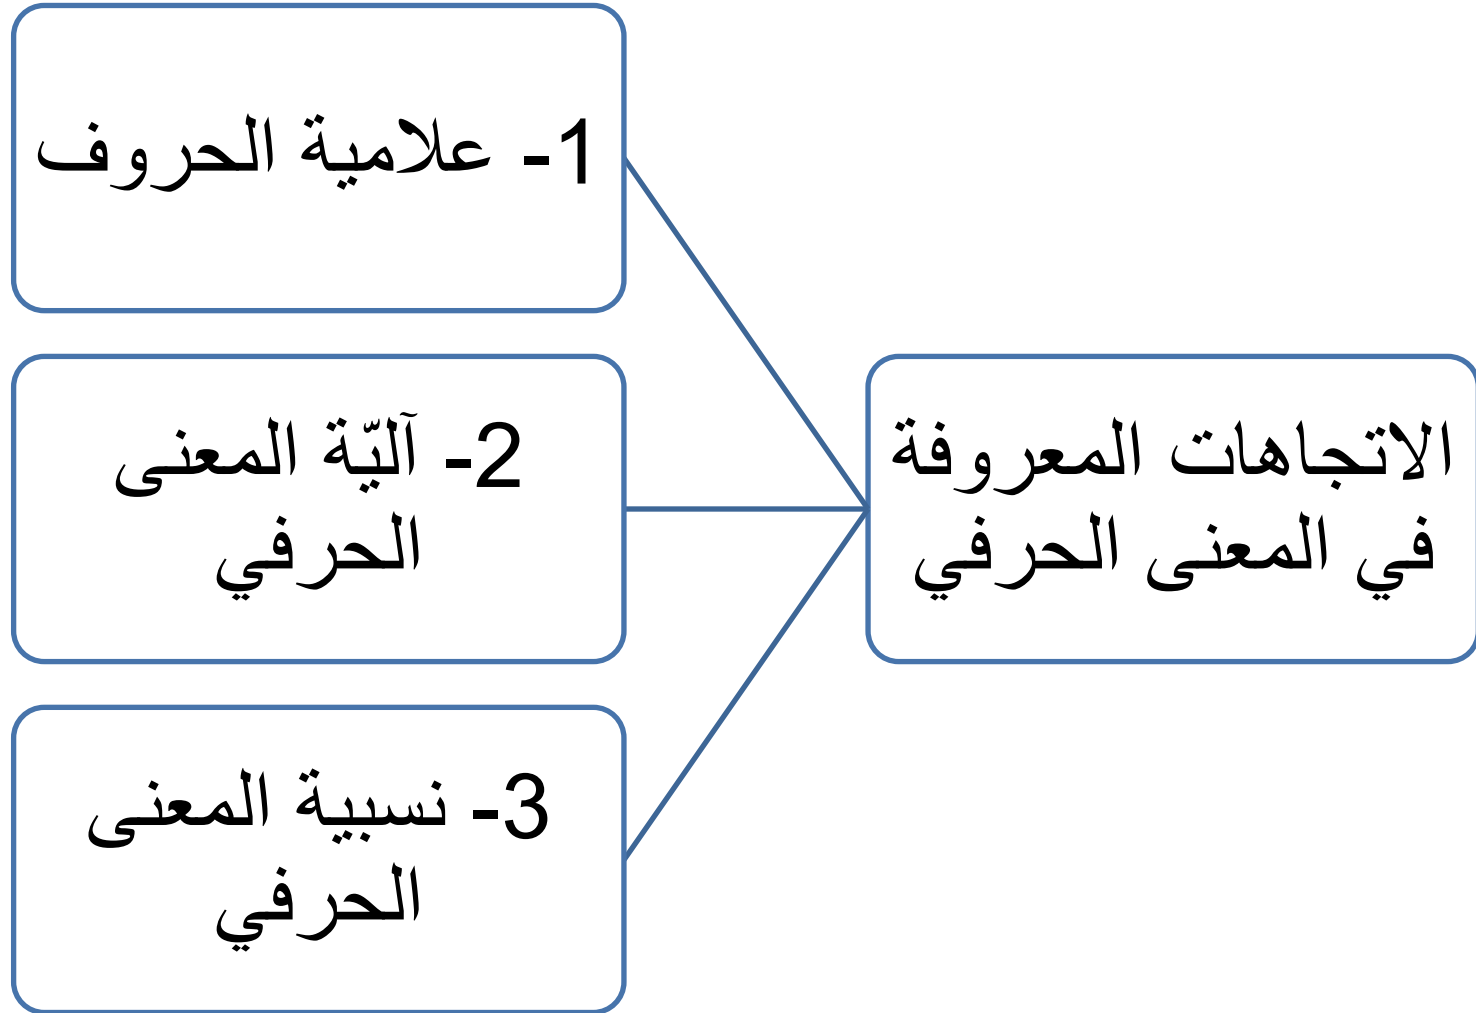 الاتجاهات المعروفة
في المعنى الحرفي
1- علامية الحروف
2- آليّة المعنى
الحرفي
3- نسبية المعنى
الحرفي